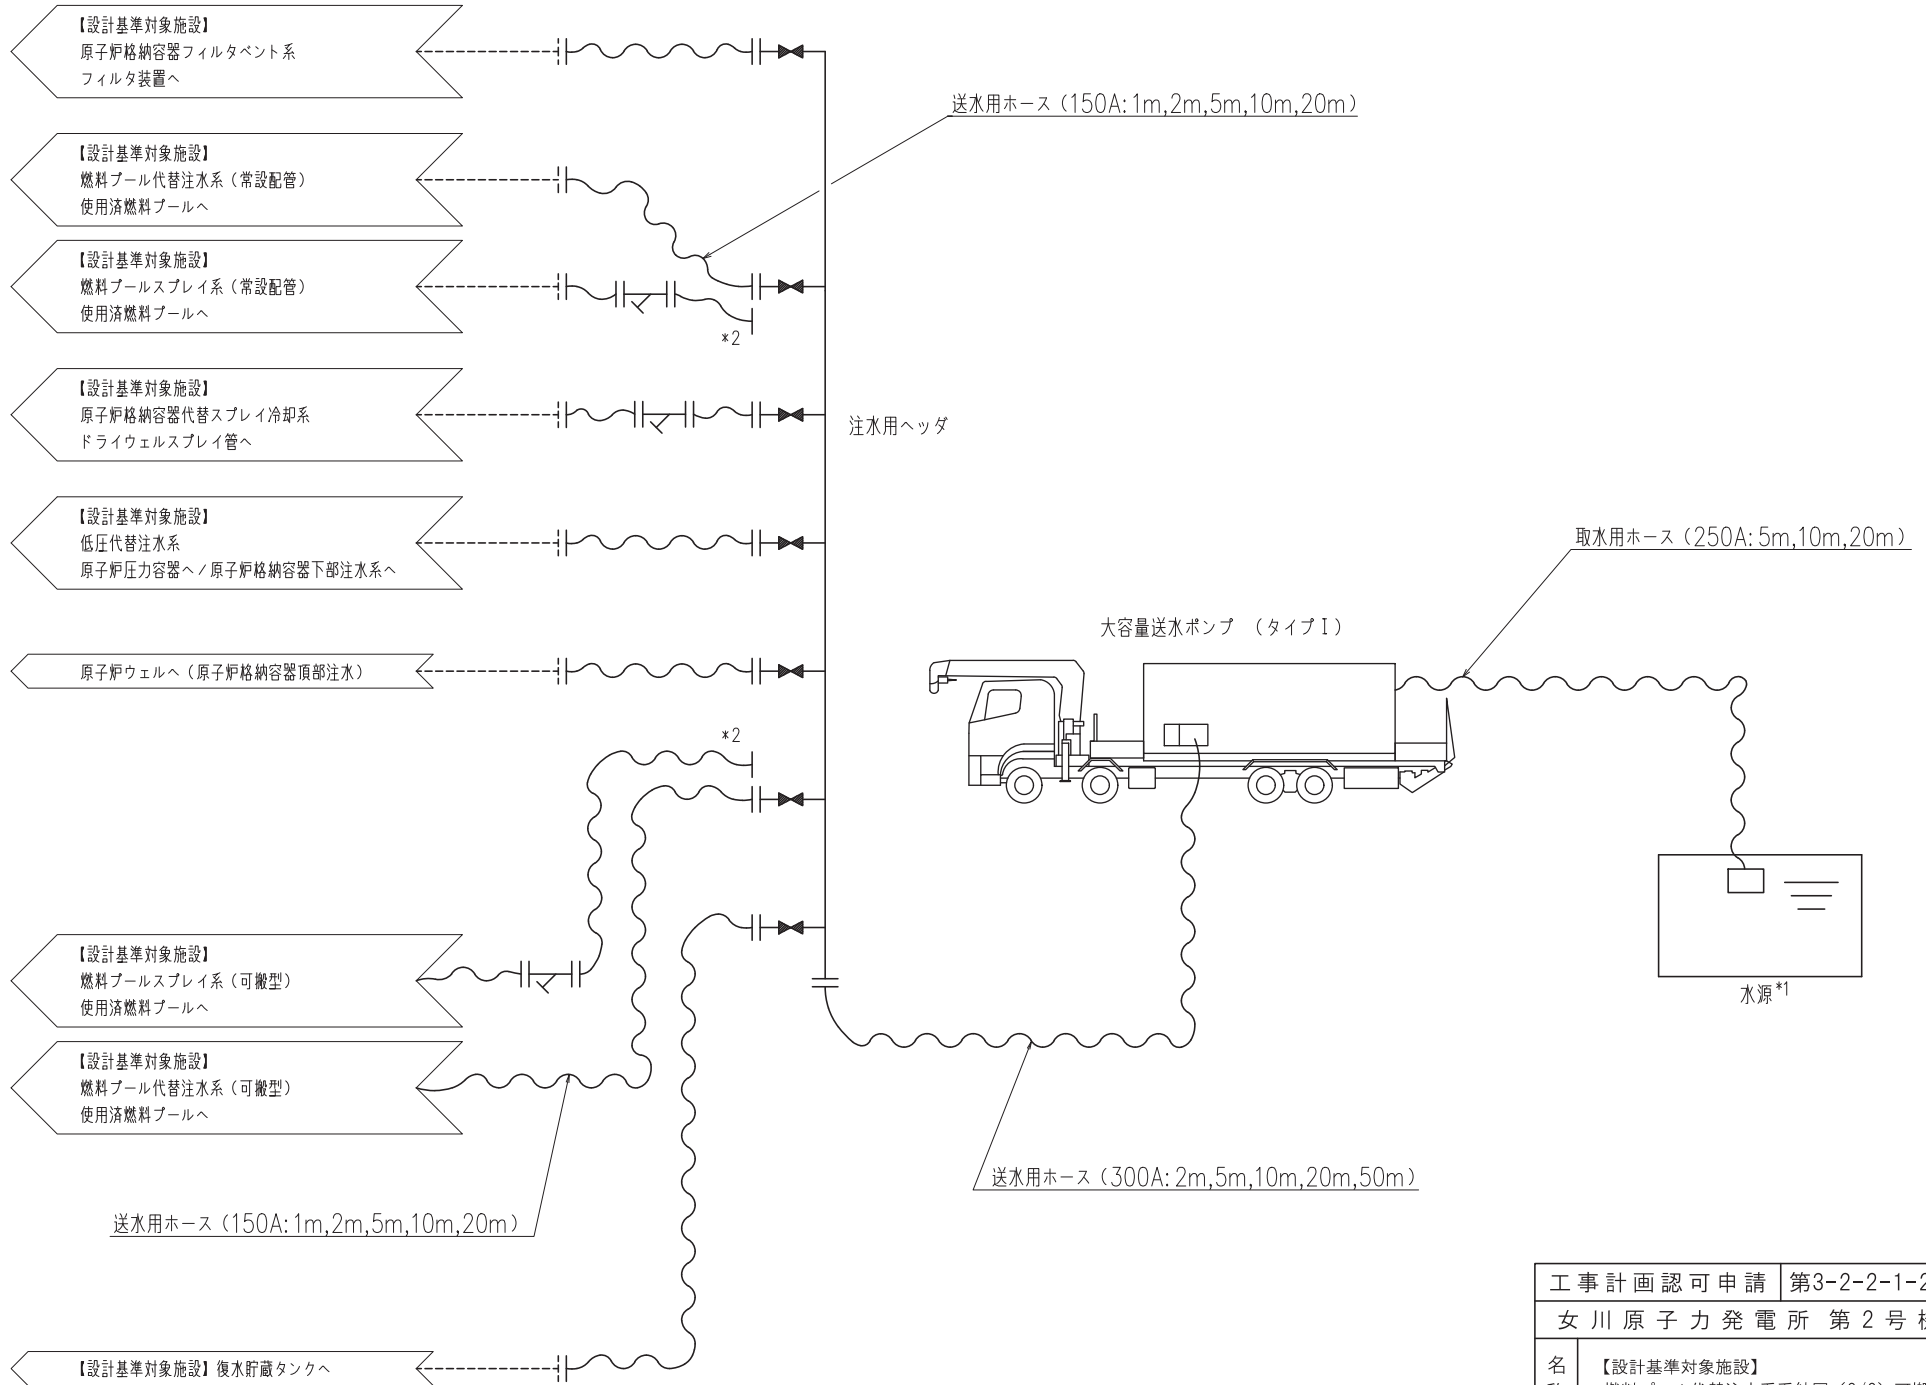 【設計基準対象施設】
原子炉格納容器フィルタベント系
フィルタ装置へ
送水用ホース（150A:1m,2m,5m,10m,20m）
【設計基準対象施設】
燃料プール代替注水系（常設配管）
使用済燃料プールへ
【設計基準対象施設】
燃料プールスプレイ系（常設配管）
使用済燃料プールへ
*2
【設計基準対象施設】
原子炉格納容器代替スプレイ冷却系
ドライウェルスプレイ管へ
注水用ヘッダ
【設計基準対象施設】
低圧代替注水系
原子炉圧力容器へ／原子炉格納容器下部注水系へ
取水用ホース（250A:5m,10m,20m）
大容量送水ポンプ （タイプⅠ）
原子炉ウェルへ（原子炉格納容器頂部注水）
*2
【設計基準対象施設】
燃料プールスプレイ系（可搬型）
使用済燃料プールへ
水源*1
【設計基準対象施設】
燃料プール代替注水系（可搬型）
使用済燃料プールへ
送水用ホース（300A:2m,5m,10m,20m,50m）
送水用ホース（150A:1m,2m,5m,10m,20m）
工事計画認可申請 第3-2-2-1-2
女川原子力発電所 第2号
名 【設計基準対象施設】
【設計基準対象施設】復水貯蔵タンクへ